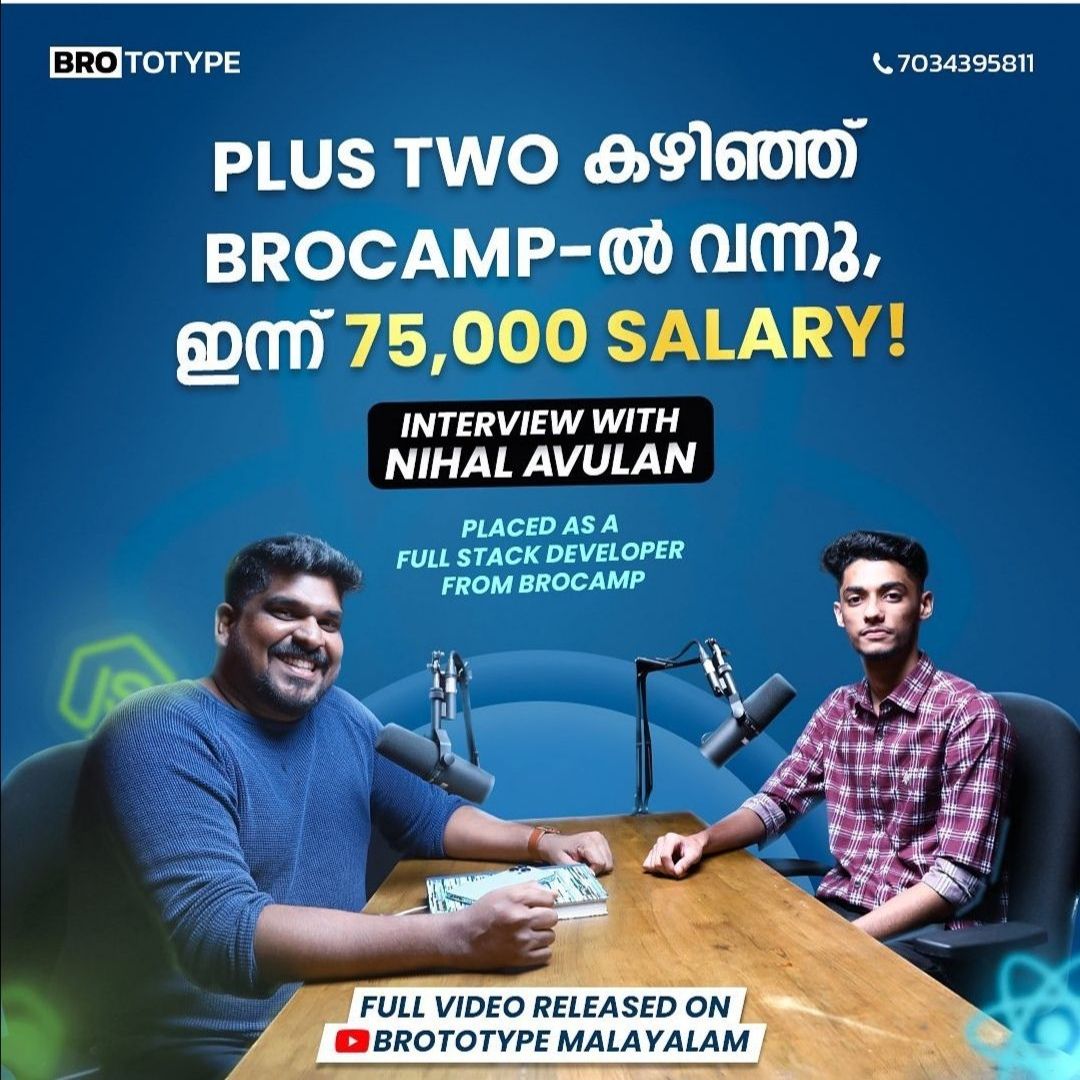 BROTOTYPE
7034395811
PLUS TWO കഴിഞ്ഞ്
BROCAMP-ൽ വന്നു,
ഇന്ന് 75,000 SALARY!
INTERVIEW WITH
NIHAL AVULAN
PLACED AS A
FULL STACK DEVELOPER
FROM BROCAMP
JS
FULL VIDEO RELEASED ON
BROTOTYPE MALAYALAM